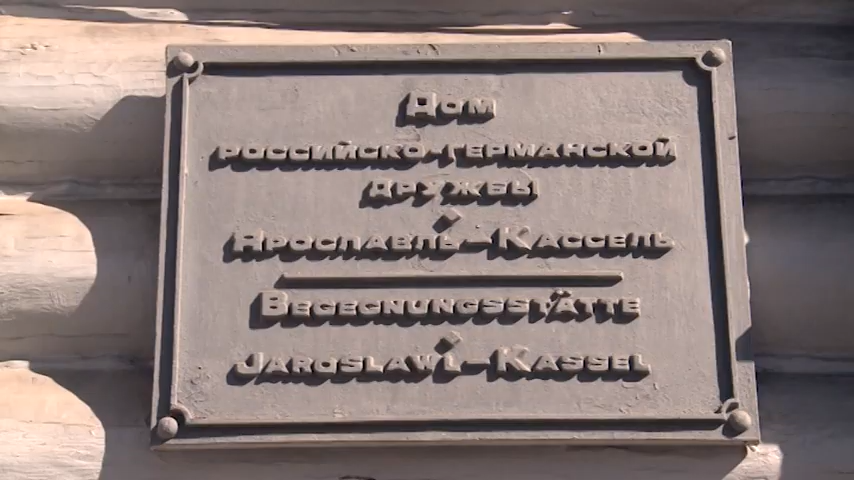 Дом
российско-германской
дружбы
Ярославль-Кассель
Begegnungsstätte
Jaroslawl-Kassel